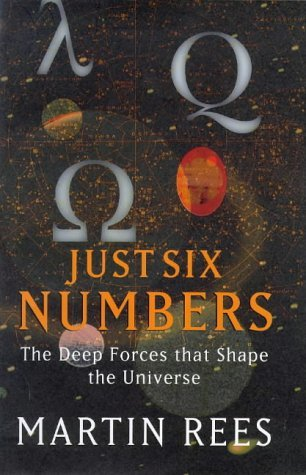 λ
Q
Ω
JUST SIX
NUMBERS
The Deep Forces that Shape
the Universe
MARTIN REES